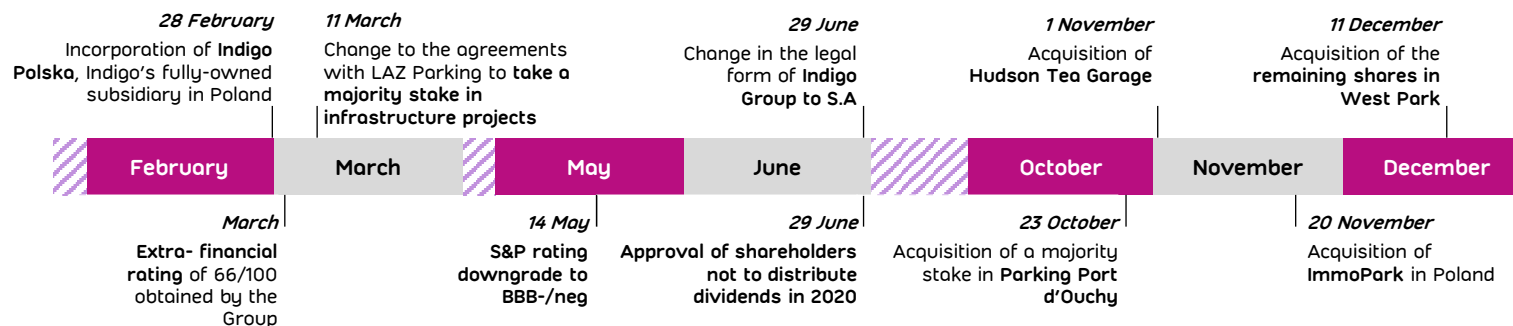 28 February
Incorporation of Indigo
Polska, Indigo's fully-owned
subsidiary in Poland
11 March
Change to the agreements
with LAZ Parking to take a
majority stake in
infrastructure projects
29 June
Change in the legal
form of Indigo
Group to S.A
1 November
Acquisition of
Hudson Tea Garage
11 December
Acquisition of the
remaining shares in
West Park
February
March
May
June
October
November
December
March
Extra- financial
rating of 66/100
obtained by the
Group
14 May
S&P rating
downgrade to
BBB-/neg
29 June
Approval of shareholders
not to distribute
dividends in 2020
23 October
Acquisition of a majority
stake in Parking Port
d'Ouchy
20 November
Acquisition of
ImmoPark in Poland